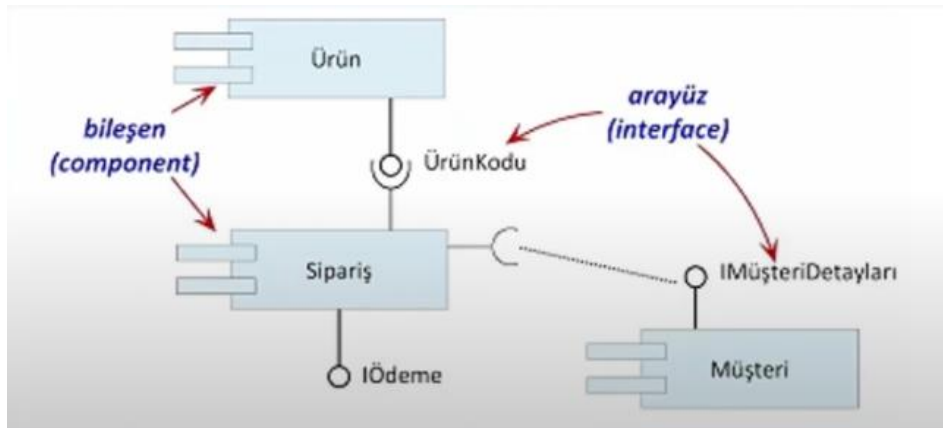 Ürün
arayüz
(interface)
bileşen
(component)
ÜrünKodu
Sipariş
IMüşteriDetayları
IÖdeme
Müşteri